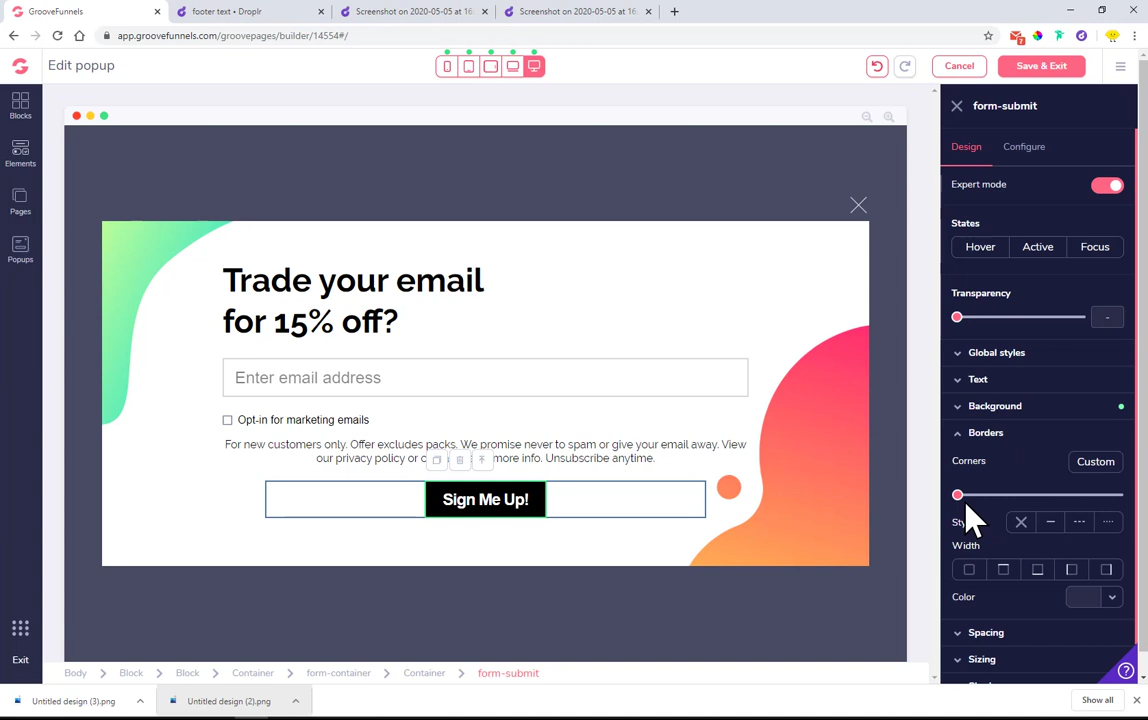 GrooveFunnels
footer text • Droplr
Screenshot on 2020-05-05 at 16:
Screenshot on 2020-05-05 at 16:
app.groovefunnels.com/groovepages/builder/14554#/
7
Edit popup
Cancel
Save & Exit
Blocks
Elements
Pages
Popups
Exit
Trade your email
for 15% off?
Enter email address
Opt-in for marketing emails
For new customers only. Offer excludes packs. We promise never to spam or give your email away. View
our privacy policy or c more info. Unsubscribe anytime.
Sign Me Up!
form-submit
Design
Configure
Expert mode
States
Hover
Active
Focus
Transparency
-
Global styles
Text
Background
Borders
Corners
Custom
Sty
Width
Color
Spacing
Sizing
?
Body
Block
Block
Container
form-container
Container
form-submit
Untitled design (3).png
Untitled design (2).png
Show all